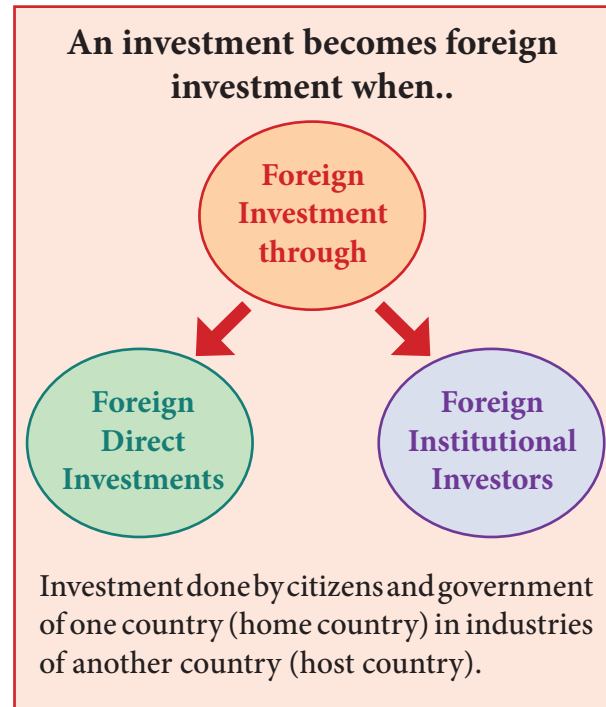 An investment becomes foreign
investment when..
Foreign
Investment
through
Foreign
Direct
Investments
Foreign
Institutional
Investors
Investment done by citizens and government
of one country (home country) in industries
of another country (host country).